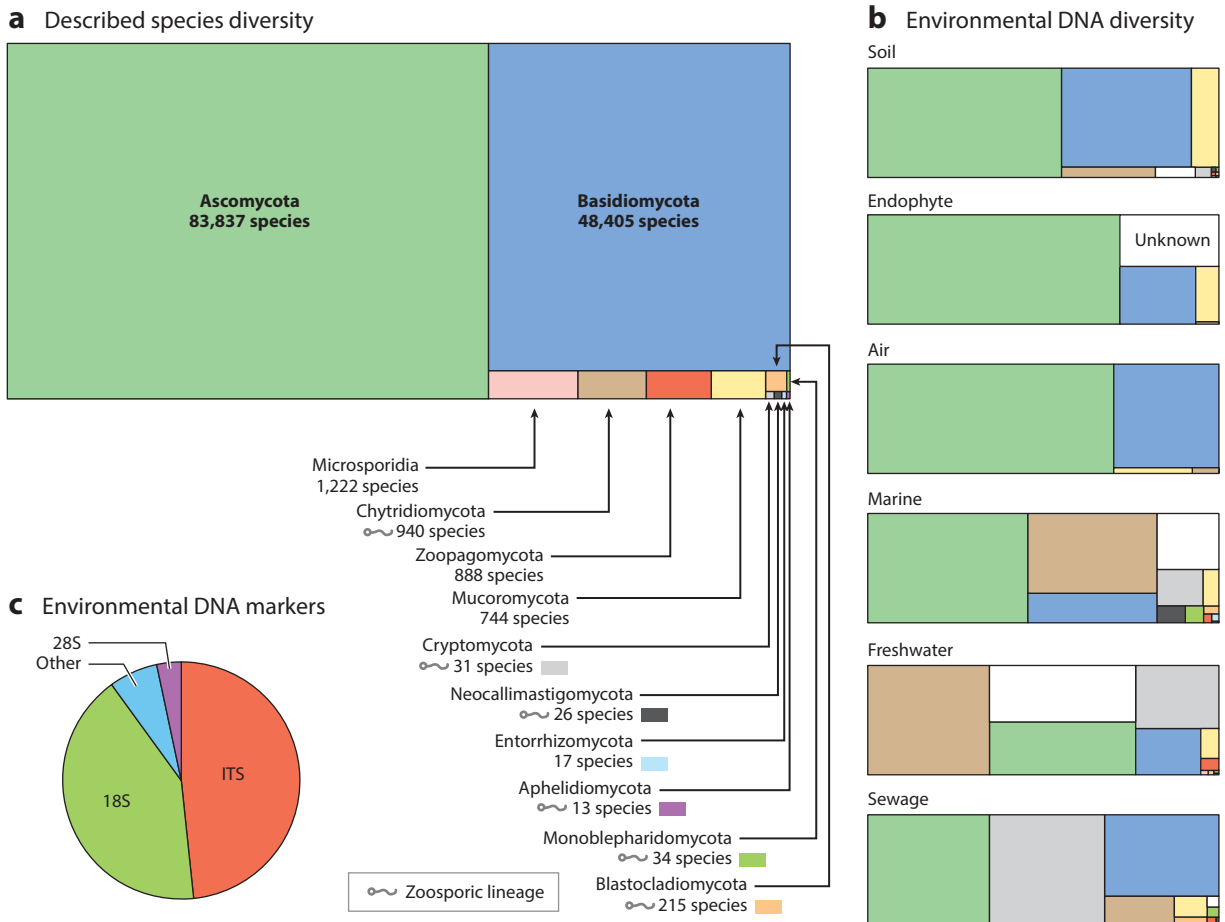 a Described species diversity
Ascomycota
83,837 species
Basidiomycota
48,405 species
Microsporidia
1,222 species
Chytridiomycota
940 species
Zoopagomycota
888 species
Mucoromycota
744 species
Cryptomycota
31 species
Neocallimastigomycota
26 species
Entorrhizomycota
17 species
Aphelidiomycota
13 species
Monoblepharidomycota
34 species
Blastocladiomycota
215 species
Zoosporic lineage
b Environmental DNA diversity
Soil
Endophyte
Unknown
Air
Marine
Freshwater
Sewage
c Environmental DNA markers
28S
Other
ITS
18S